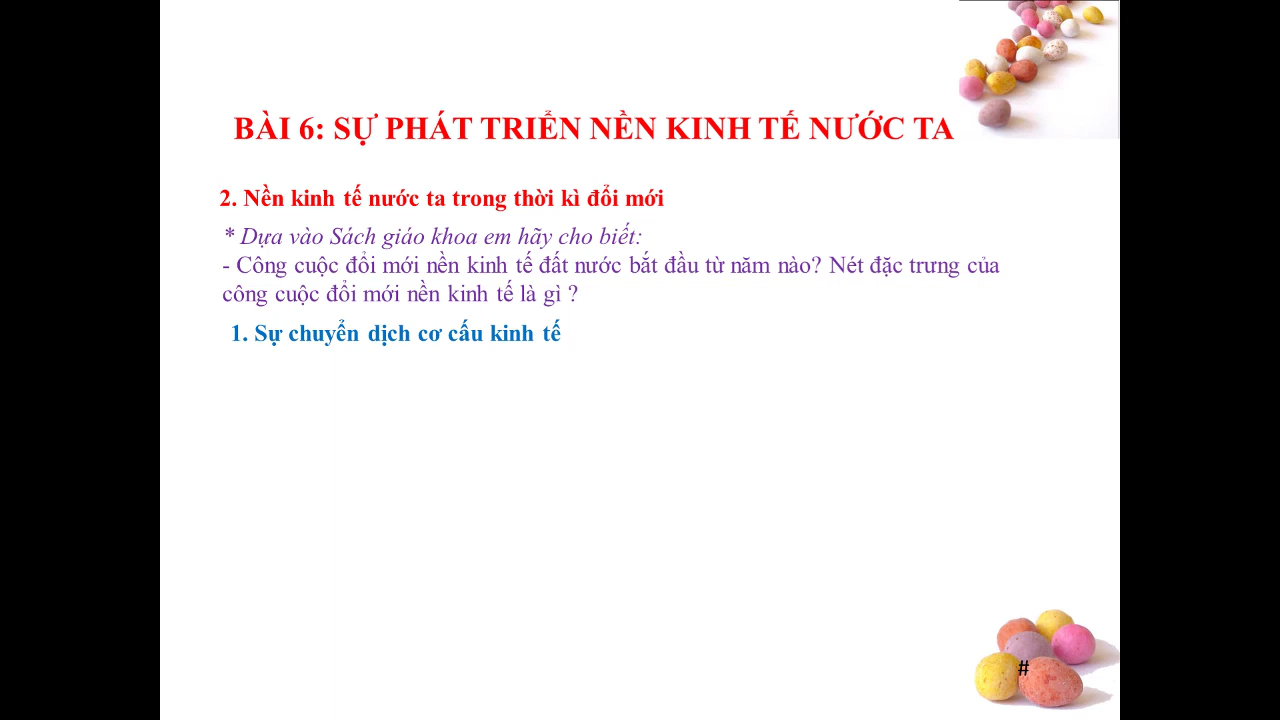 BÀI 6: SỰ PHÁT TRIỂN NỀN KINH TẾ NƯỚC TA
2. Nền kinh tế nước ta trong thời kì đổi mới
* Dựa vào Sách giáo khoa em hãy cho biết:
- Công cuộc đổi mới nền kinh tế đất nước bắt đầu từ năm nào? Nét đặc trưng của
công cuộc đổi mới nền kinh tế là gì ?
1. Sự chuyển dịch cơ cấu kinh tế
#